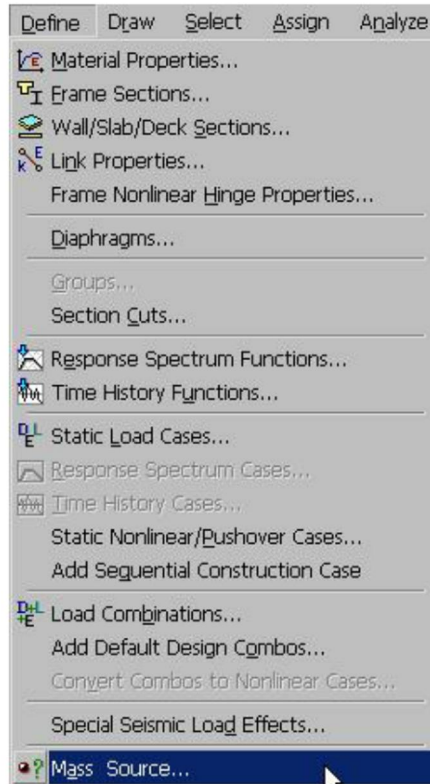 Define Draw Select Assign Analyze
Material Properties...
Frame Sections...
Wall/Slab/Deck Sections...
Link Properties...
Frame Nonlinear Hinge Properties...
Diaphragms...
Groups...
Section Cuts...
Response Spectrum Functions...
Time History Functions...
Static Load Cases...
Response Spectrum Cases...
Time History Cases...
Static Nonlinear/Pushover Cases...
Add Sequential Construction Case
Load Combinations...
Add Default Design Combos...
Convert Combos to Nonlinear Cases...
Special Seismic Load Effects...
Mass Source...